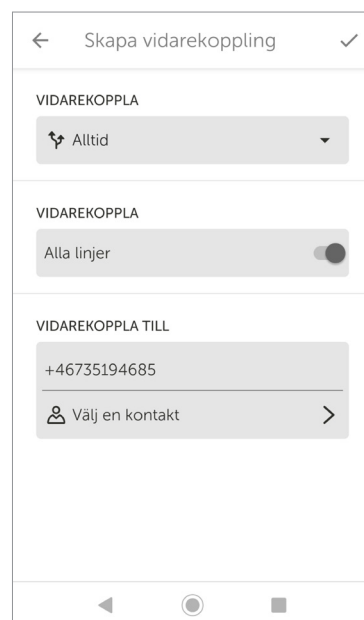 Skapa vidarekoppling
VIDAREKOPPLA
Alltid
VIDAREKOPPLA
Alla linjer
VIDAREKOPPLA TILL
+46735194685
Välj en kontakt